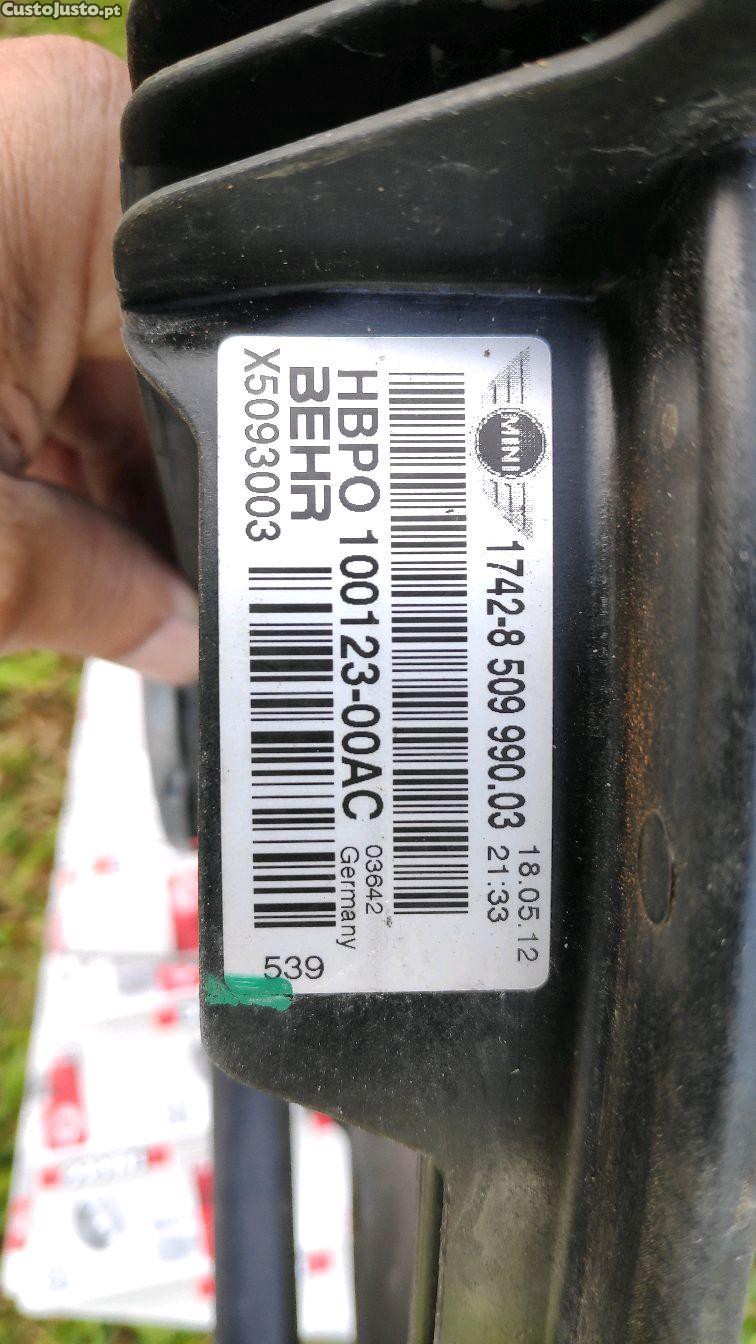 CustoJusto.pt
MINI
1742-8 509 990.03
18.05.12
21:33
HBPO 100123-00AC
03642
Germany
BEHR
X5093003
539